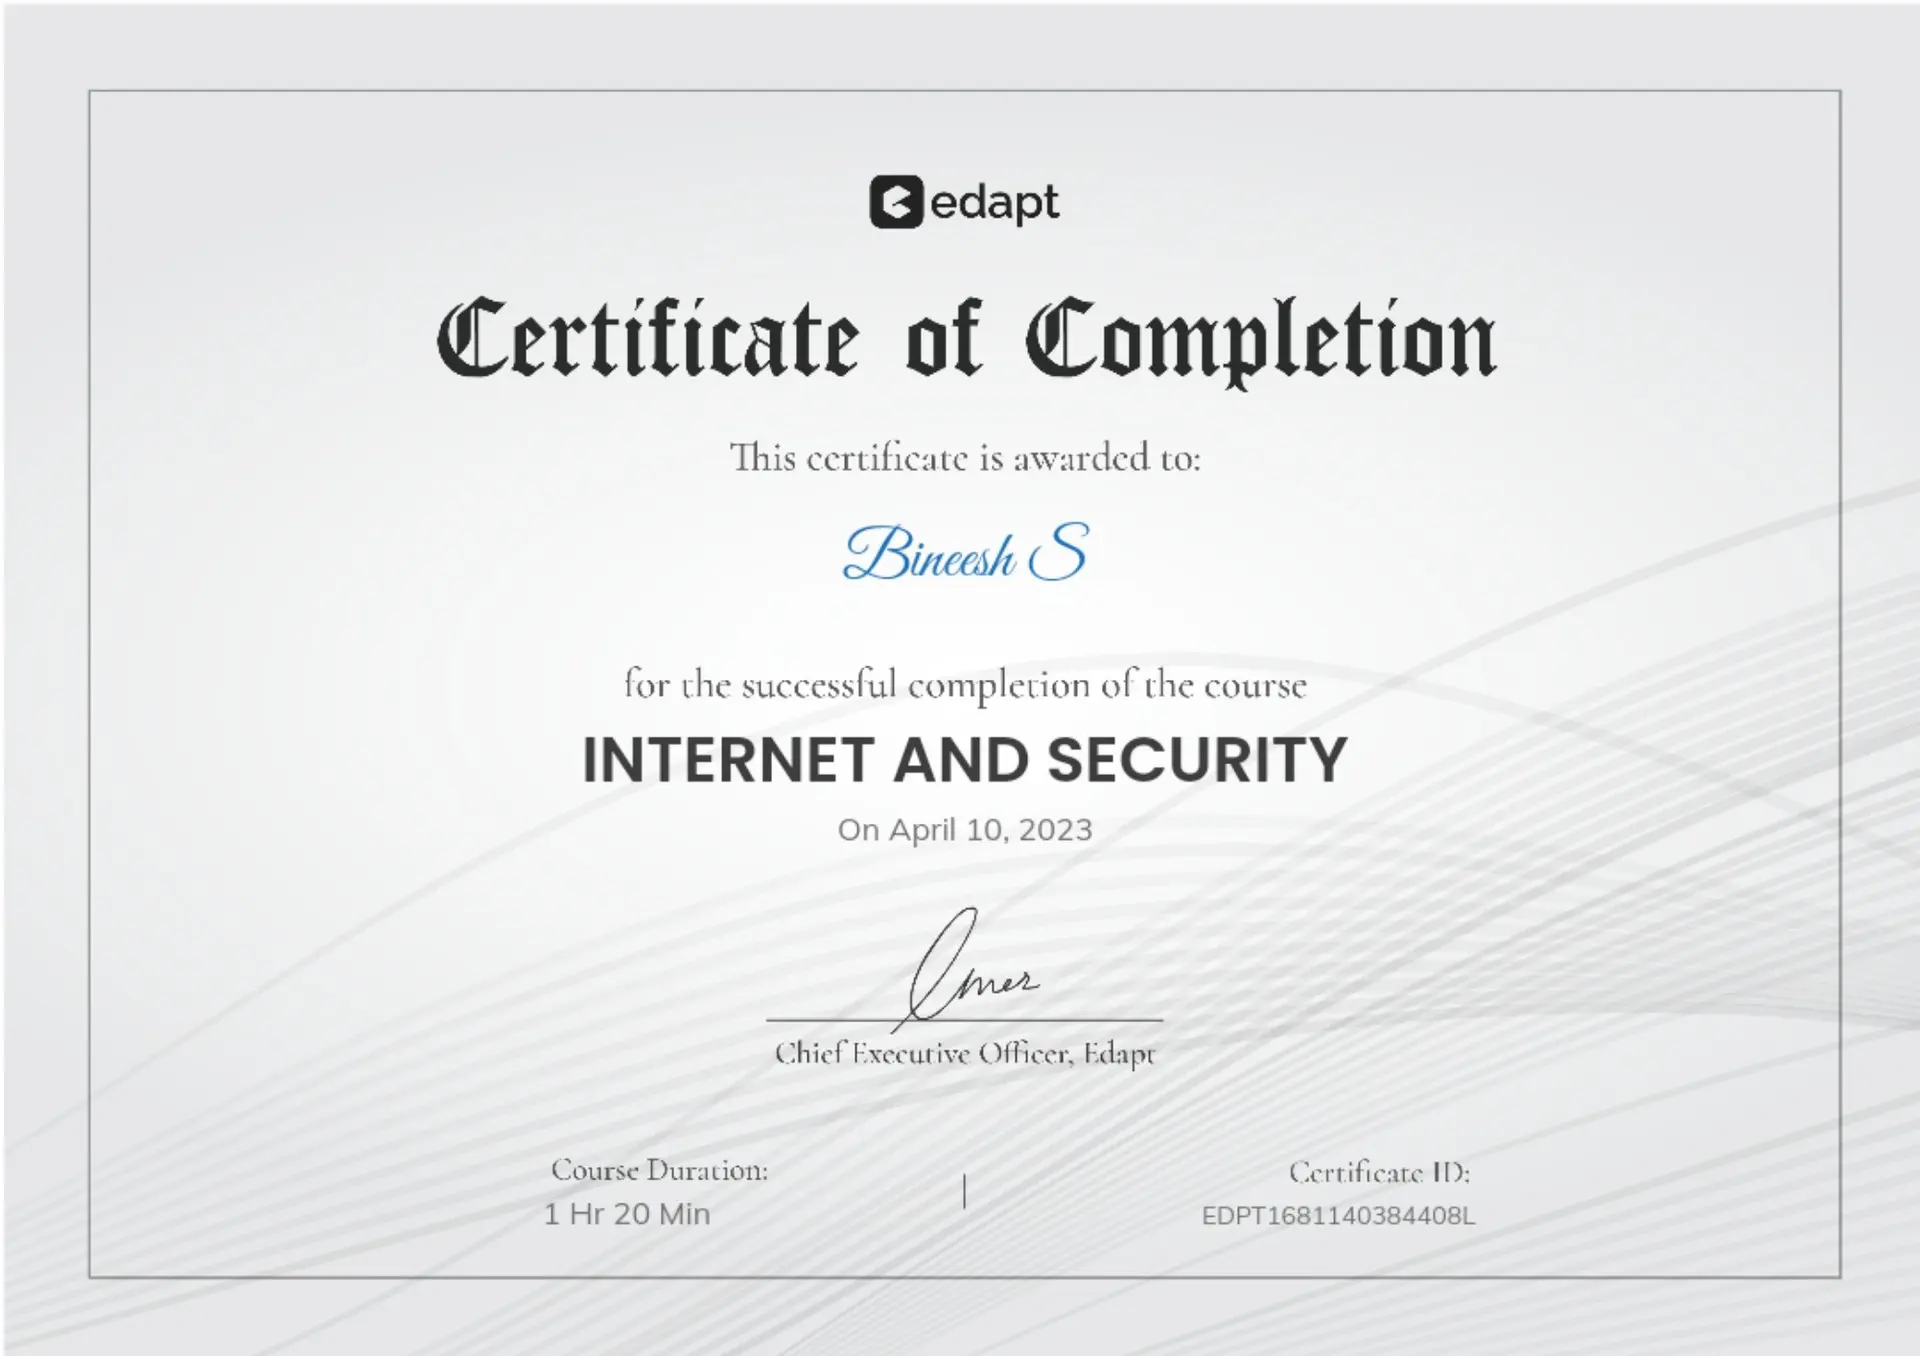 edapt
Certificate of Completion
This certificate is awarded to:
Bineesh S
for the successful completion of the course
INTERNET AND SECURITY
On April 10, 2023
Omer
Chief Executive Officer, Edapt
Course Duration:
1 Hr 20 Min
Certificate ID:
EDPT1681140384408L